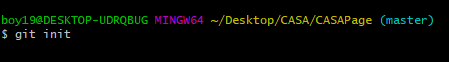 boy19@DESKTOP-UDRQBUG MINGW64 ~/Desktop/CASA/CASAPage (master)
$ git init